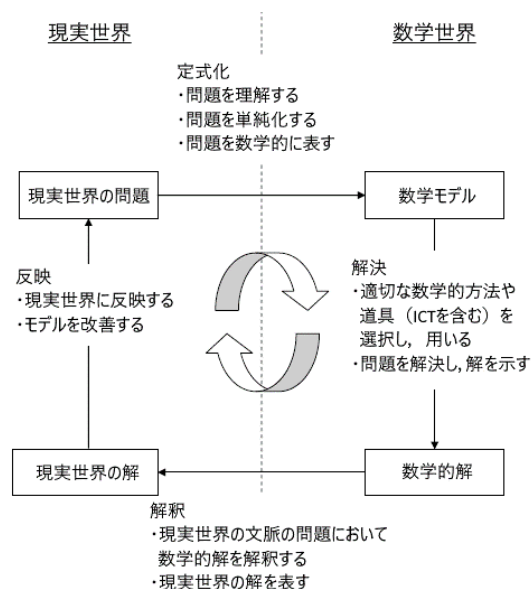 現実世界
数学世界
定式化
・問題を理解する
・問題を単純化する
・問題を数学的に表す
現実世界の問題
数学モデル
反映
・現実世界に反映する
・モデルを改善する
解決
・適切な数学的方法や
道具（ICTを含む）を
選択し，用いる
・問題を解決し，解を示す
現実世界の解
数学的解
解釈
・現実世界の文脈の問題において
数学的解を解釈する
・現実世界の解を表す